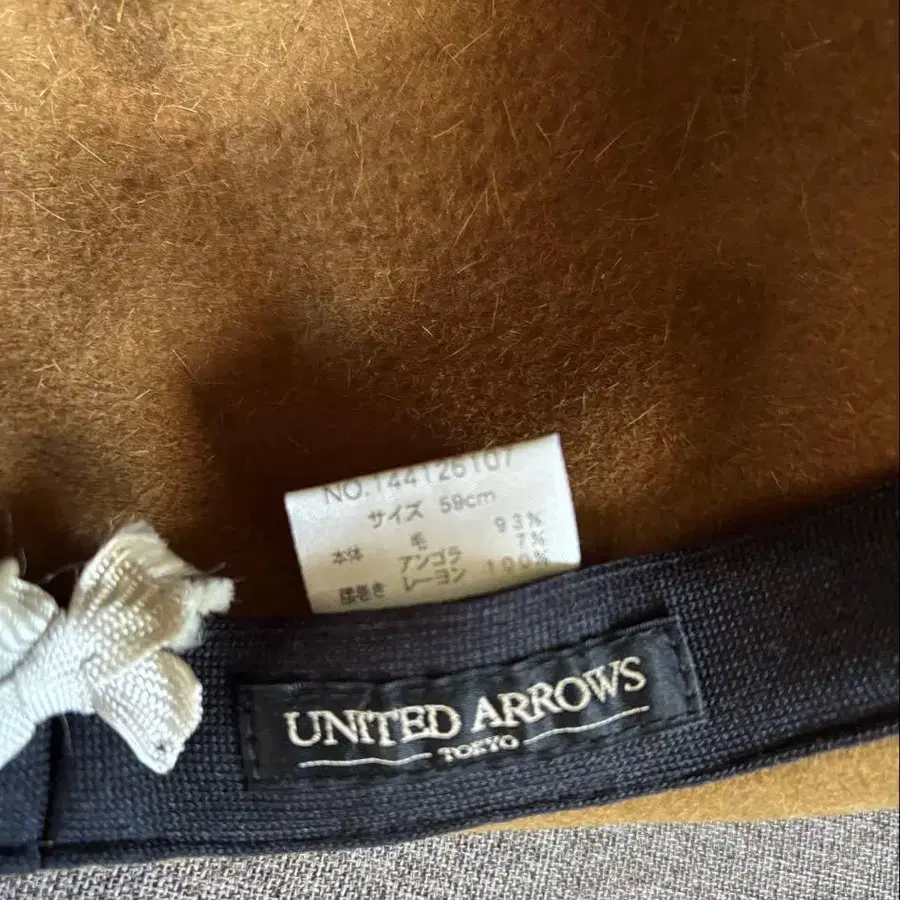 NO.144126107
サイズ 59cm
本体 毛 93%
アンゴラ 7%
腰巻き レーヨン 100%
UNITED ARROWS
TOKYO